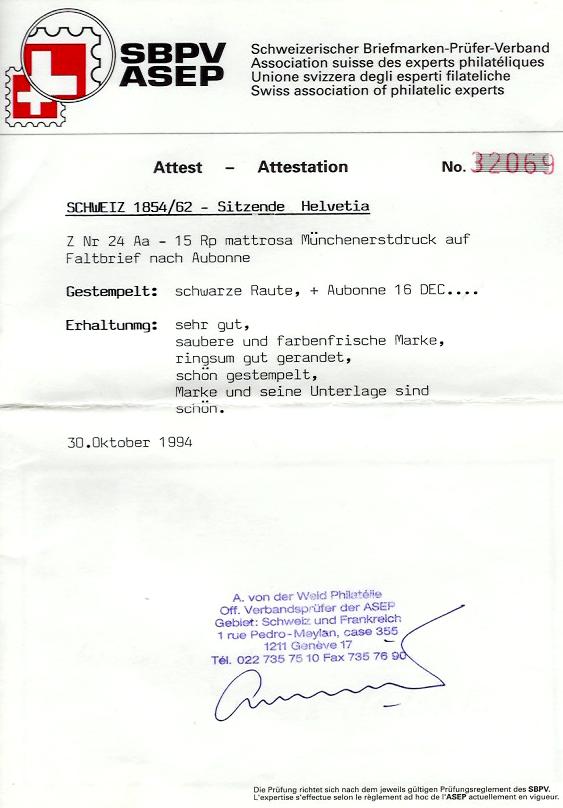 SBPV
ASEP
Schweizerischer Briefmarken-Prüfer-Verband
Association suisse des experts philatéliques
Unione svizzera degli esperti filateliche
Swiss association of philatelic experts
Attest - Attestation No. 32069
SCHWEIZ 1854/62 - Sitzende Helvetia
Z Nr 24 Aa - 15 Rp mattrosa Münchenerstdruck auf
Faltbrief nach Aubonne
Gestempelt: schwarze Raute, + Aubonne 16 DEC....
Erhaltunmg: sehr gut,
saubere und farbenfrische Marke,
ringsum gut gerandet,
schön gestempelt,
Marke und seine Unterlage sind
schön.
30.Oktober 1994
A. von der Weid Philatélie
Off. Verbandsprüfer der ASEP
Gebiet: Schweiz und Frankreich
1 rue Pedro-Meylan, case 355
1211 Genève 17
Tél. 022 735 75 10 Fax 735 76 90
Die Prüfung richtet sich nach dem jeweils gültigen Prüfungsreglement des SBPV.
L'expertise s'effectue selon le règlement ad hoc de l'ASEP actuellement en vigueur.